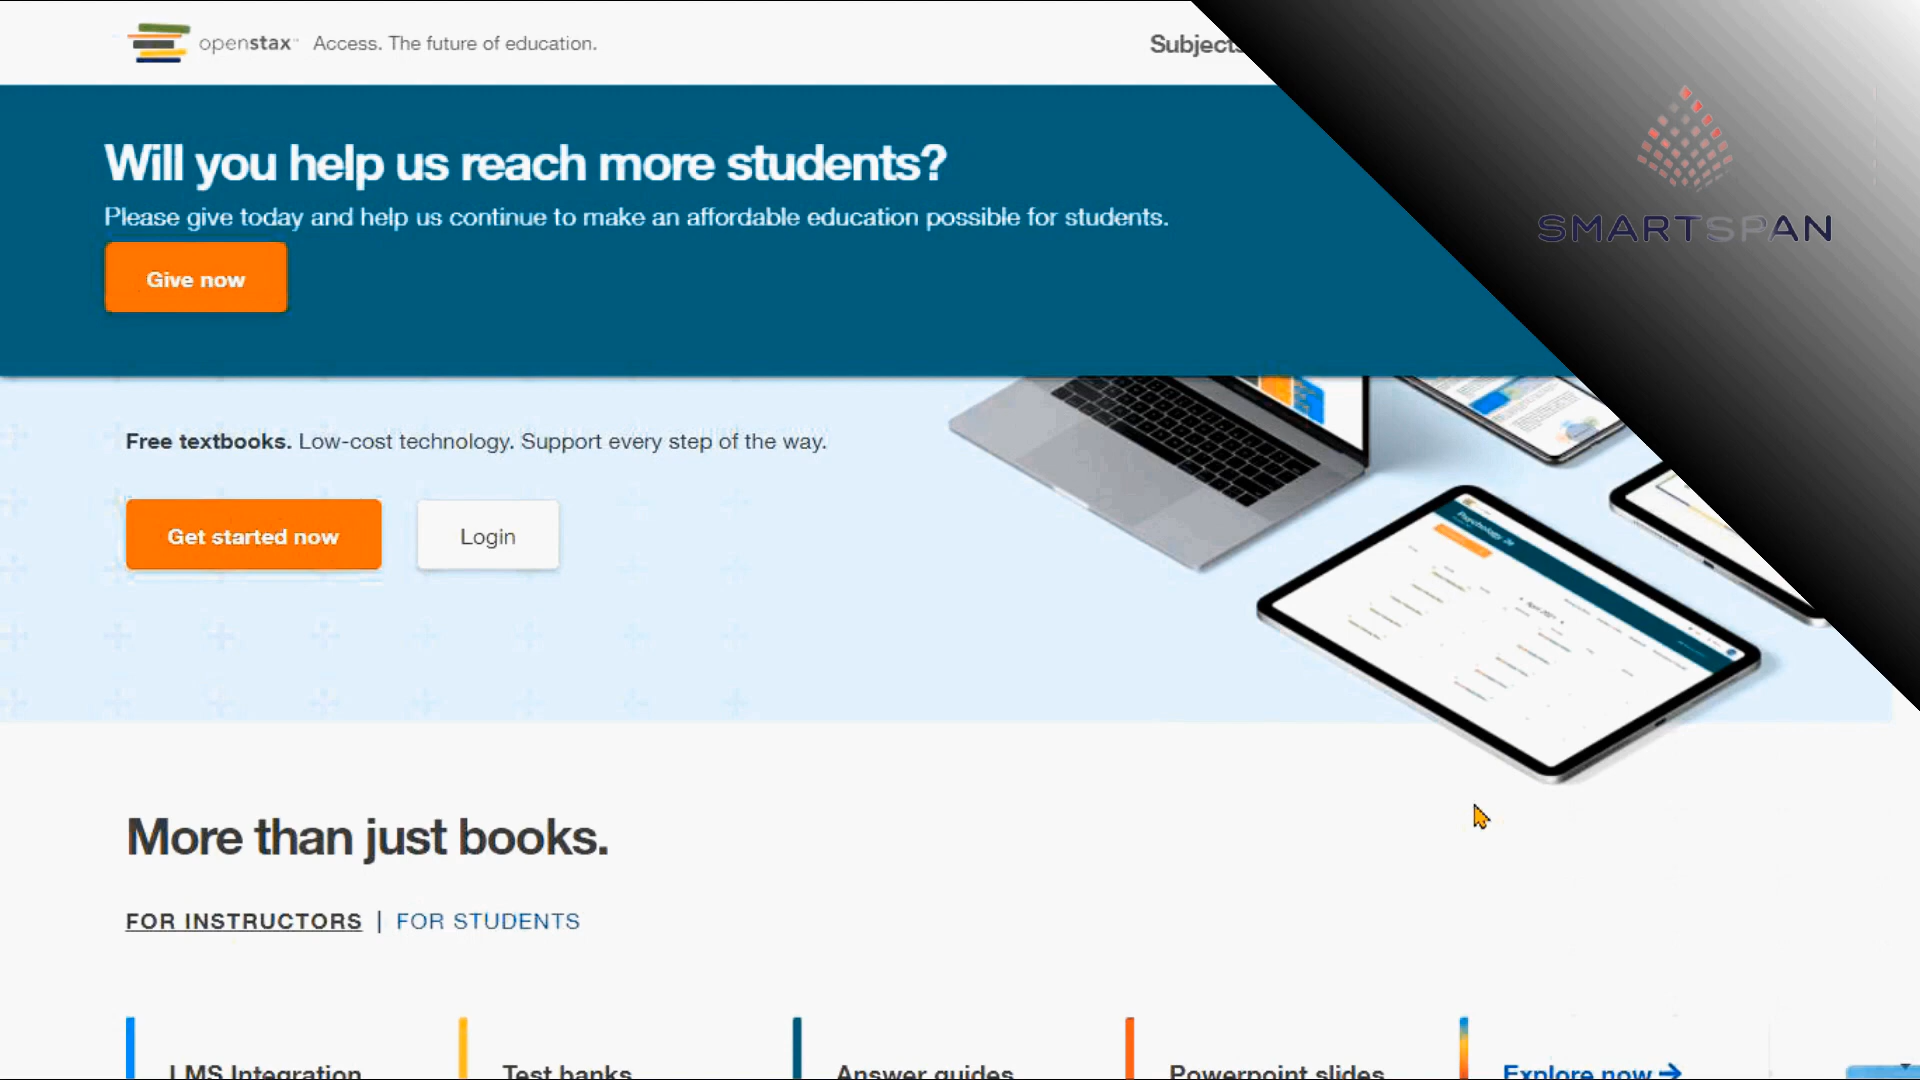 openstax Access. The future of education.
Subjects
SMARTSPAN
Will you help us reach more students?
Please give today and help us continue to make an affordable education possible for students.
Give now
Free textbooks. Low-cost technology. Support every step of the way.
Get started now
Login
Psychology 2e
More than just books.
FOR INSTRUCTORS | FOR STUDENTS
LMS Integration
Test banks
Answer guides
Powerpoint slides
Explore now →